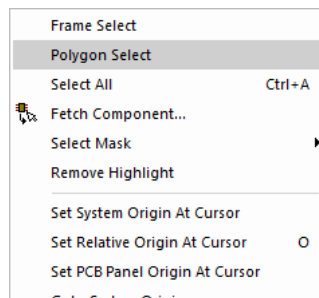 Frame Select
Polygon Select
Select All Ctrl+A
Fetch Component...
Select Mask
Remove Highlight
Set System Origin At Cursor
Set Relative Origin At Cursor O
Set PCB Panel Origin At Cursor